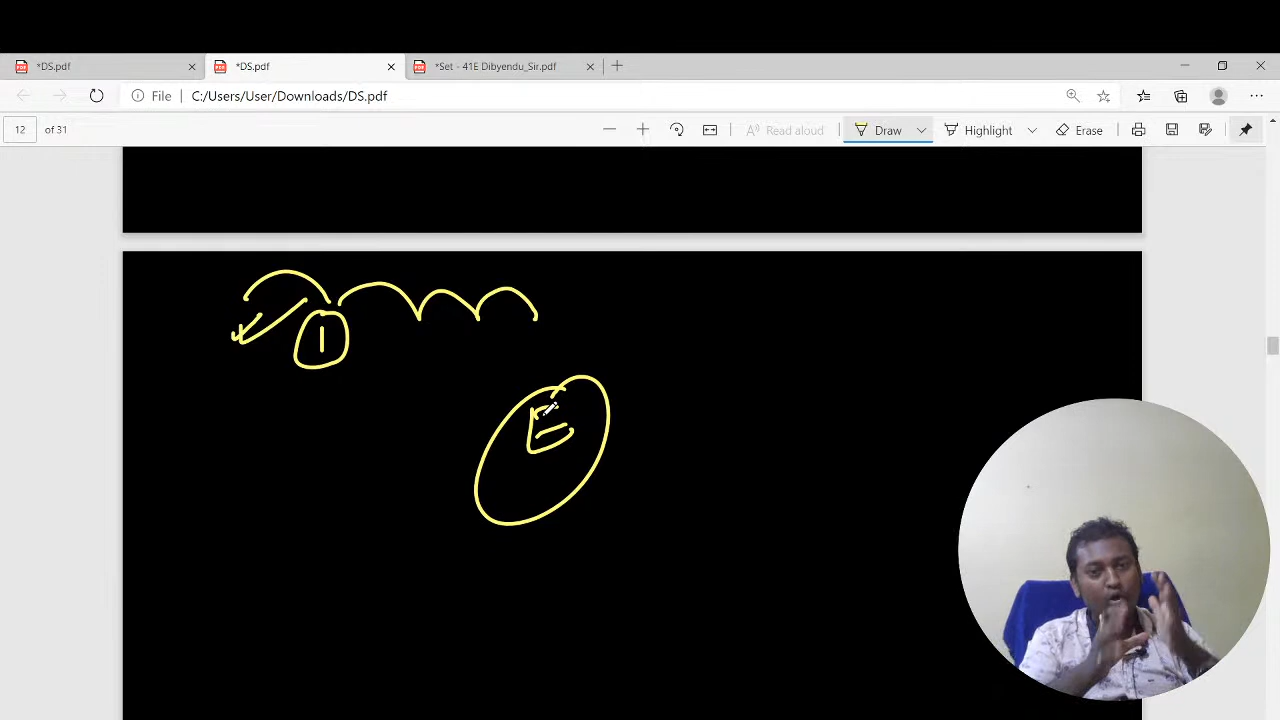 *DS.pdf *DS.pdf *Set - 41E Dibyendu_Sir.pdf
File C:/Users/User/Downloads/DS.pdf
12 of 31 Read aloud Draw Highlight Erase
1
E